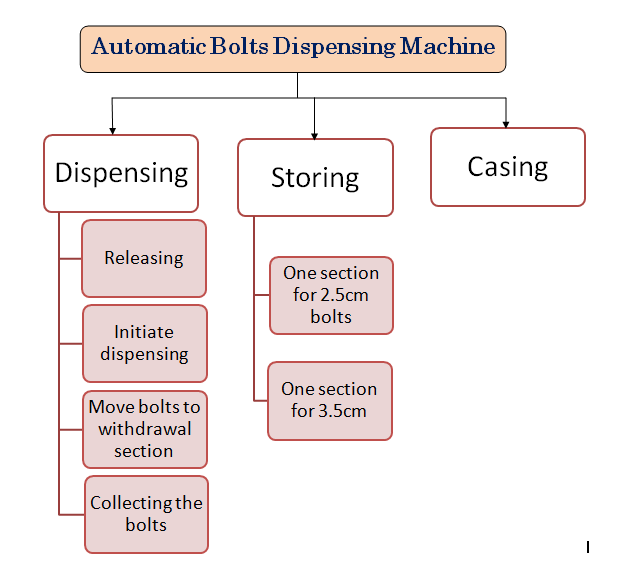 Automatic Bolts Dispensing Machine
Dispensing
Releasing
Initiate
dispensing
Move bolts to
withdrawal
section
Collecting the
bolts
Storing
One section
for 2.5cm
bolts
One section
for 3.5cm
Casing